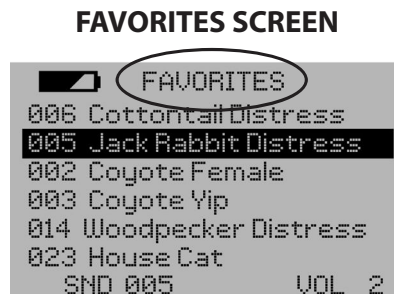 FAVORITES SCREEN
FAVORITES
006 Cottontail Distress
005 Jack Rabbit Distress
002 Coyote Female
003 Coyote Yip
014 Woodpecker Distress
023 House Cat
SND 005 VOL 2